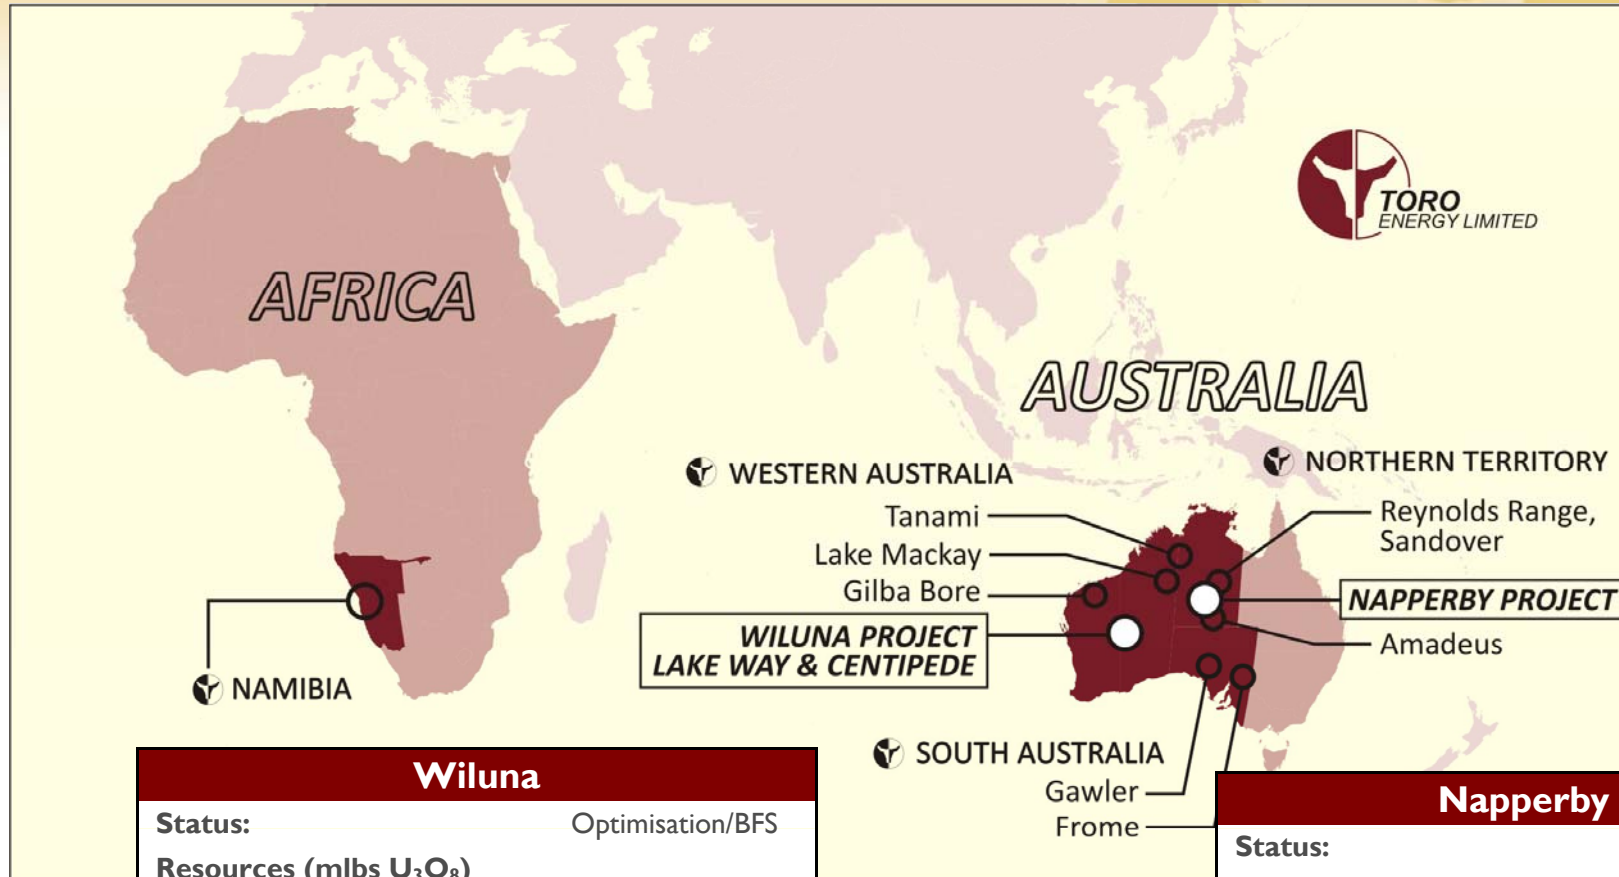 TORO
ENERGY LIMITED
AFRICA
AUSTRALIA
WESTERN AUSTRALIA
Tanami
Lake Mackay
Gilba Bore
WILUNA PROJECT
LAKE WAY & CENTIPEDE
NORTHERN TERRITORY
Reynolds Range,
Sandover
NAPPERBY PROJECT
Amadeus
NAMIBIA
SOUTH AUSTRALIA
Gawler
Frome
Wiluna
Status: Optimisation/BFS
Resources (mlbs U₃O₈)
Napperby
Status: